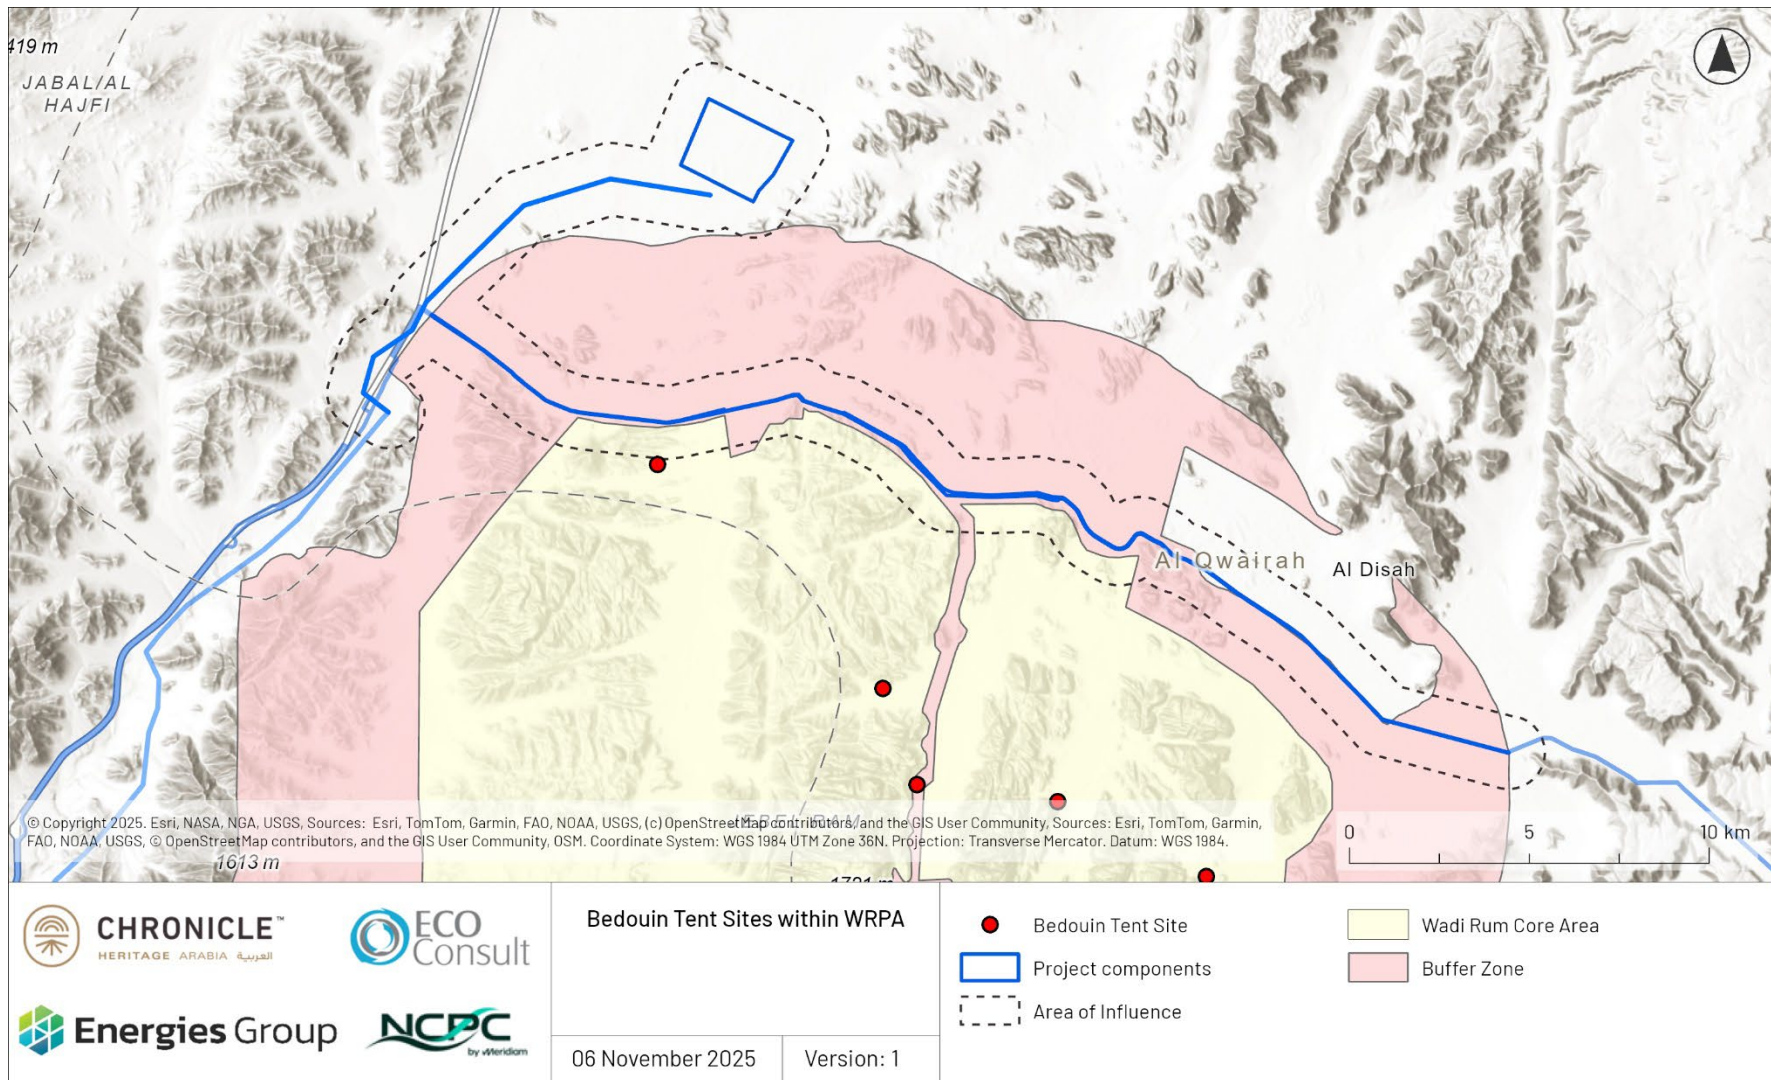 419 m
JABAL/AL
HAJFI
Al Qwairah
Al Disah
JEBEL RAM
© Copyright 2025. Esri, NASA, NGA, USGS, Sources: Esri, TomTom, Garmin, FAO, NOAA, USGS, (c) OpenStreetMap contributors, and the GIS User Community, Sources: Esri, TomTom, Garmin,
FAO, NOAA, USGS, © OpenStreetMap contributors, and the GIS User Community, OSM. Coordinate System: WGS 1984 UTM Zone 36N. Projection: Transverse Mercator. Datum: WGS 1984.
0 5 10 km
1613 m
CHRONICLE™
HERITAGE ARABIA العربية
ECO
Consult
Energies Group
NCPC
by Meridiam
Bedouin Tent Sites within WRPA
06 November 2025
Version: 1
Bedouin Tent Site
Project components
Area of Influence
Wadi Rum Core Area
Buffer Zone